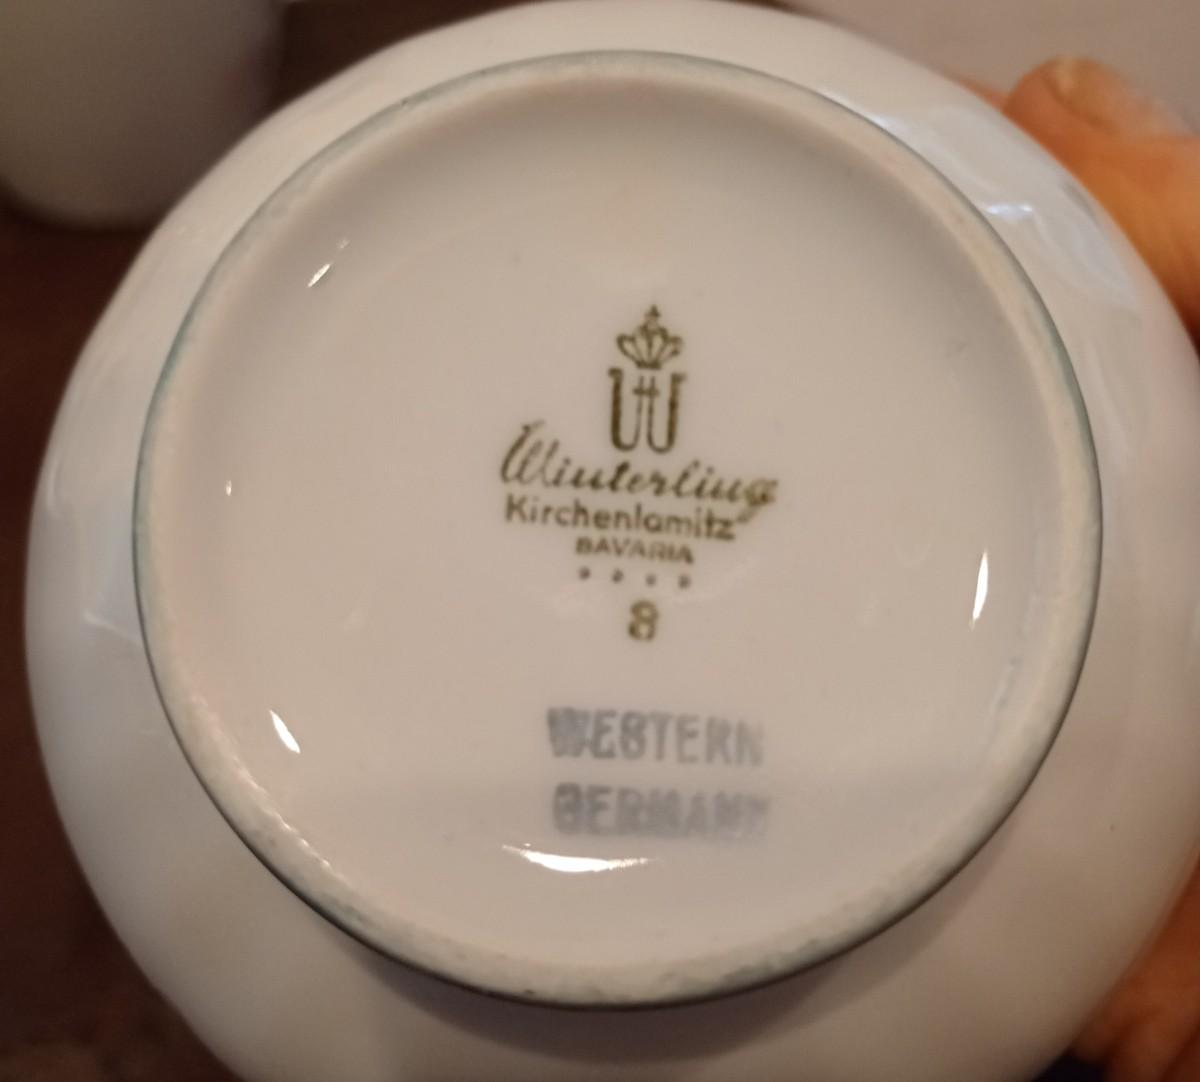 W
Winterling
Kirchenlamitz
BAVARIA
8
WESTERN
GERMANY